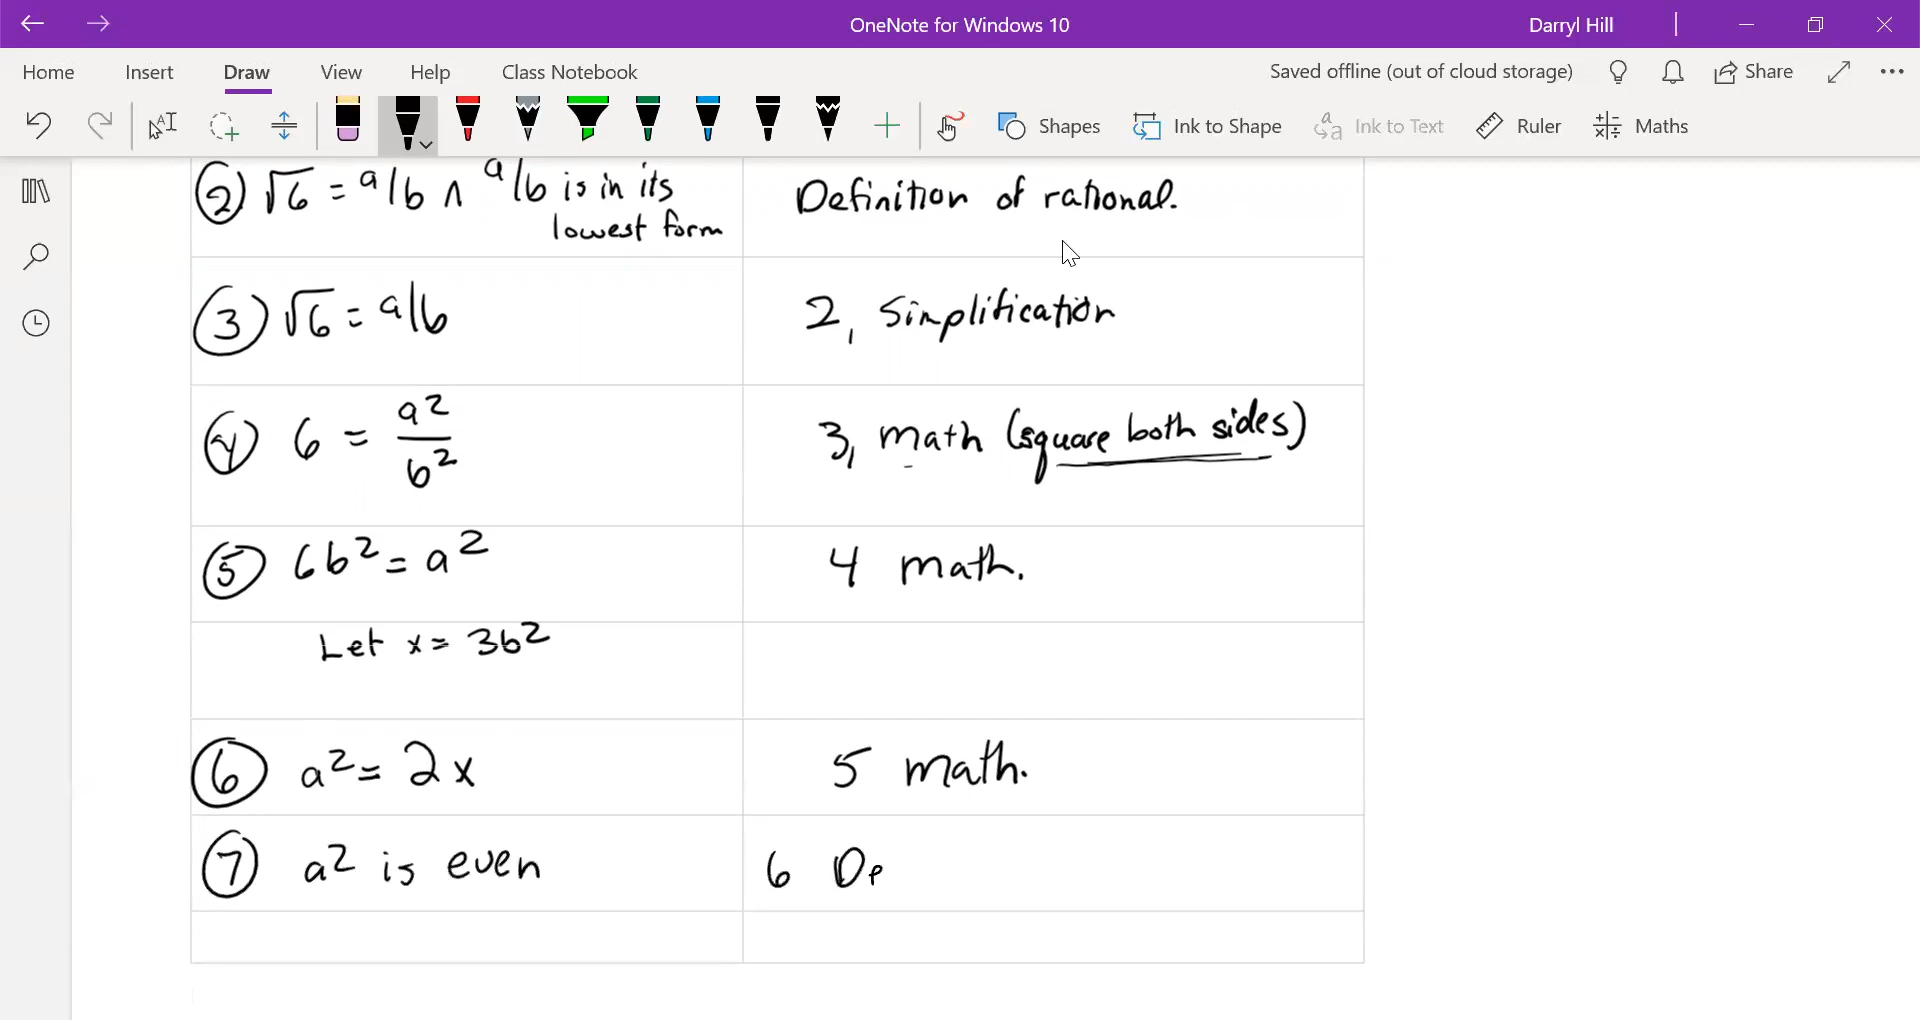 OneNote for Windows 10
Darryl Hill
Home Insert Draw View Help Class Notebook
Saved offline (out of cloud storage)
Share
Shapes
Ink to Shape
Ink to Text
Ruler
Maths
② √6 = a/b ∧ a/b is in its
lowest form
Definition of rational.
③ √6 = a/b
2, Simplification
④ 6 = a²/b²
3, math (square both sides)
⑤ 6b² = a²
4 math.
Let x = 3b²
⑥ a² = 2x
5 math.
⑦ a² is even
6 De